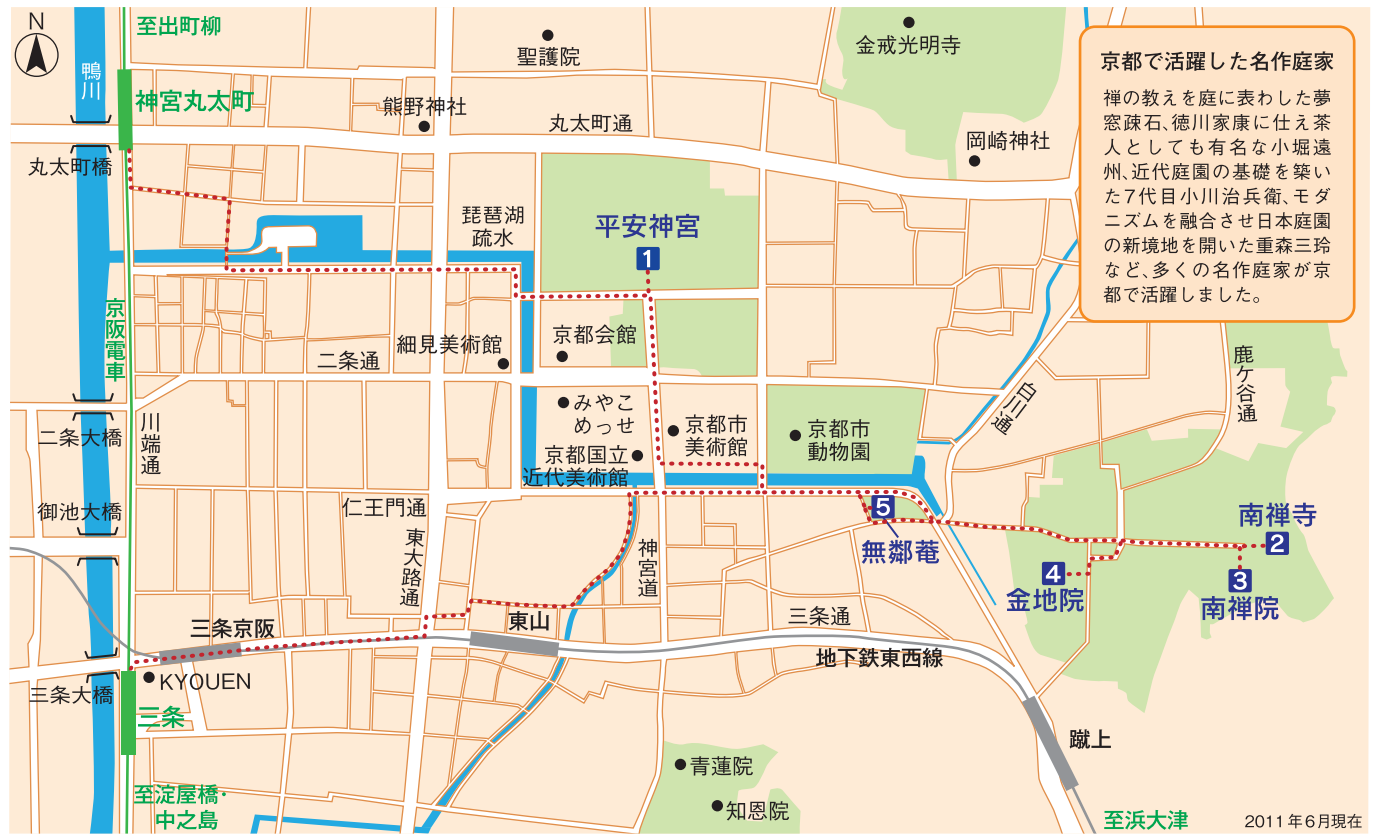 N
至出町柳
鴨川
神宮丸太町
聖護院
金戒光明寺
熊野神社
丸太町通
岡崎神社
丸太町橋
京都で活躍した名作庭家
禅の教えを庭に表わした夢
窓疎石、徳川家康に仕え茶
人としても有名な小堀遠
州、近代庭園の基礎を築い
た7代目小川治兵衛、モダ
ニズムを融合させ日本庭園
の新境地を開いた重森三玲
など、多くの名作庭家が京
都で活躍しました。
琵琶湖
疏水
平安神宮
1
京阪電車
細見美術館
京都会館
二条通
鹿ケ谷通
白川通
みやこ
めっせ
京都市
美術館
京都市
動物園
二条大橋
川端通
京都国立
近代美術館
御池大橋
仁王門通
東大路通
神宮道
5
無鄰菴
南禅寺
2
4
金地院
3
南禅院
三条京阪
東山
三条通
地下鉄東西線
KYOUEN
三条大橋
三条
蹴上
青蓮院
知恩院
至淀屋橋・
中之島
至浜大津
2011年6月現在